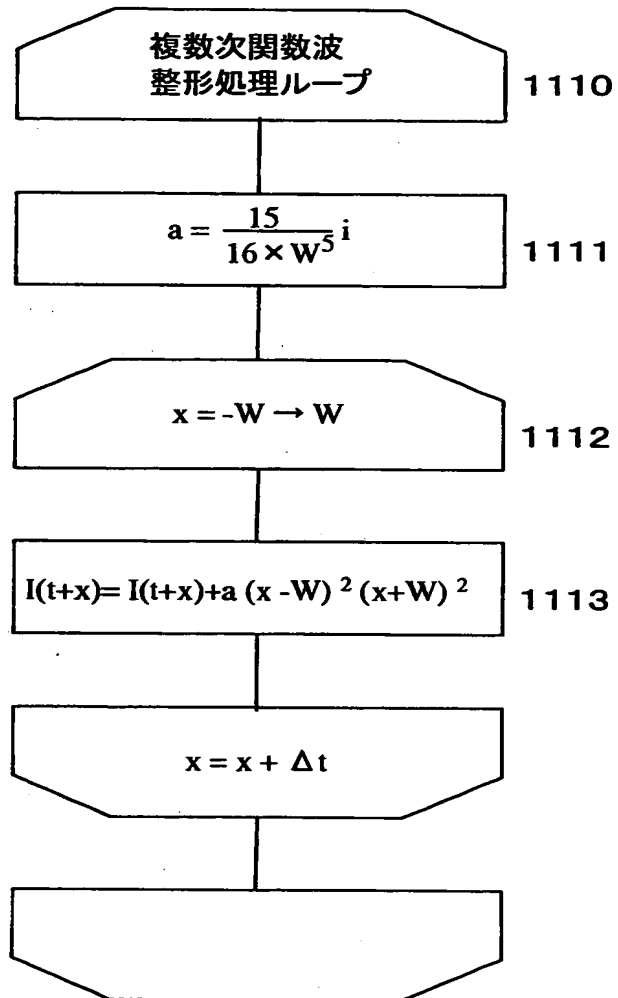 複数次関数波
整形処理ループ
1110
a = 15 / 16 × W^5 i
1111
x = -W → W
1112
I(t+x)= I(t+x)+a (x -W) ² (x+W) ²
1113
x = x + Δt